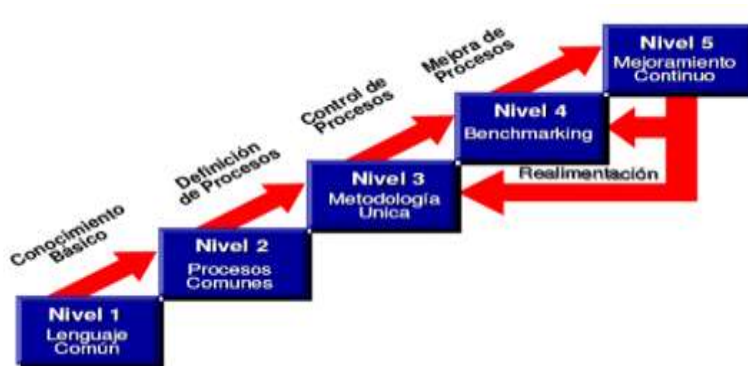 Nivel 5
Mejoramiento
Continuo
Mejora de
Procesos
Nivel 4
Benchmarking
Control de
Procesos
Realimentación
Nivel 3
Metodología
Unica
Definición
de Procesos
Nivel 2
Procesos
Comunes
Conocimiento
Básico
Nivel 1
Lenguaje
Común